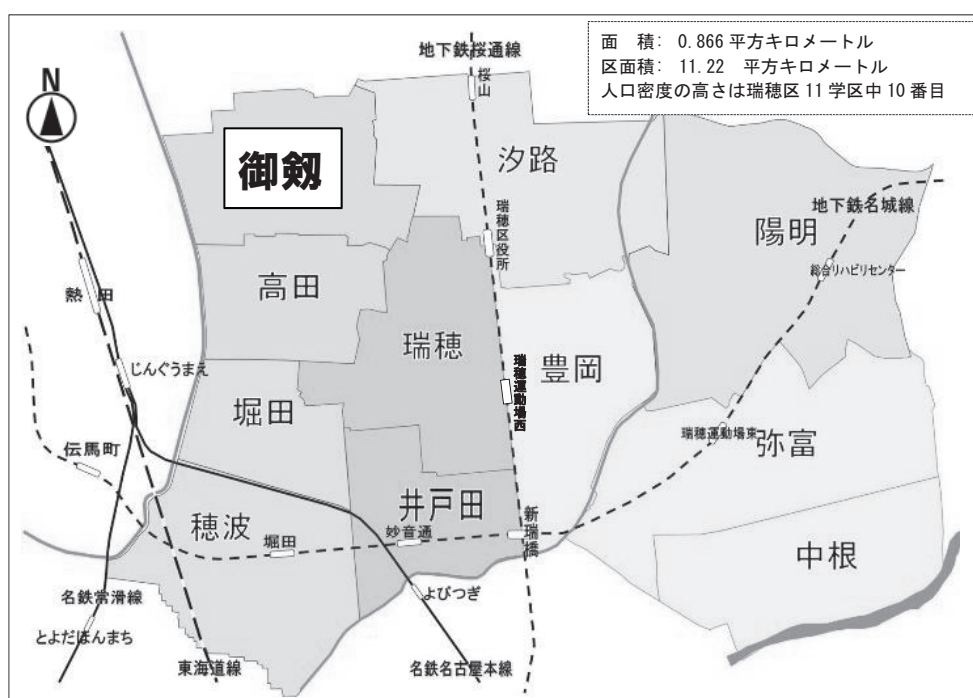 面　積： 0.866 平方キロメートル
区面積： 11.22　平方キロメートル
人口密度の高さは瑞穂区 11 学区中 10 番目
地下鉄桜通線
桜山
N
御剱
汐路
瑞穂区役所
陽明
地下鉄名城線
総合リハビリセンター
高田
熱田
瑞穂
豊岡
じんぐうまえ
瑞穂運動場西
堀田
瑞穂運動場東
弥富
伝馬町
井戸田
穂波
堀田
妙音通
新瑞橋
中根
名鉄常滑線
よびつぎ
とよだほんまち
東海道線
名鉄名古屋本線